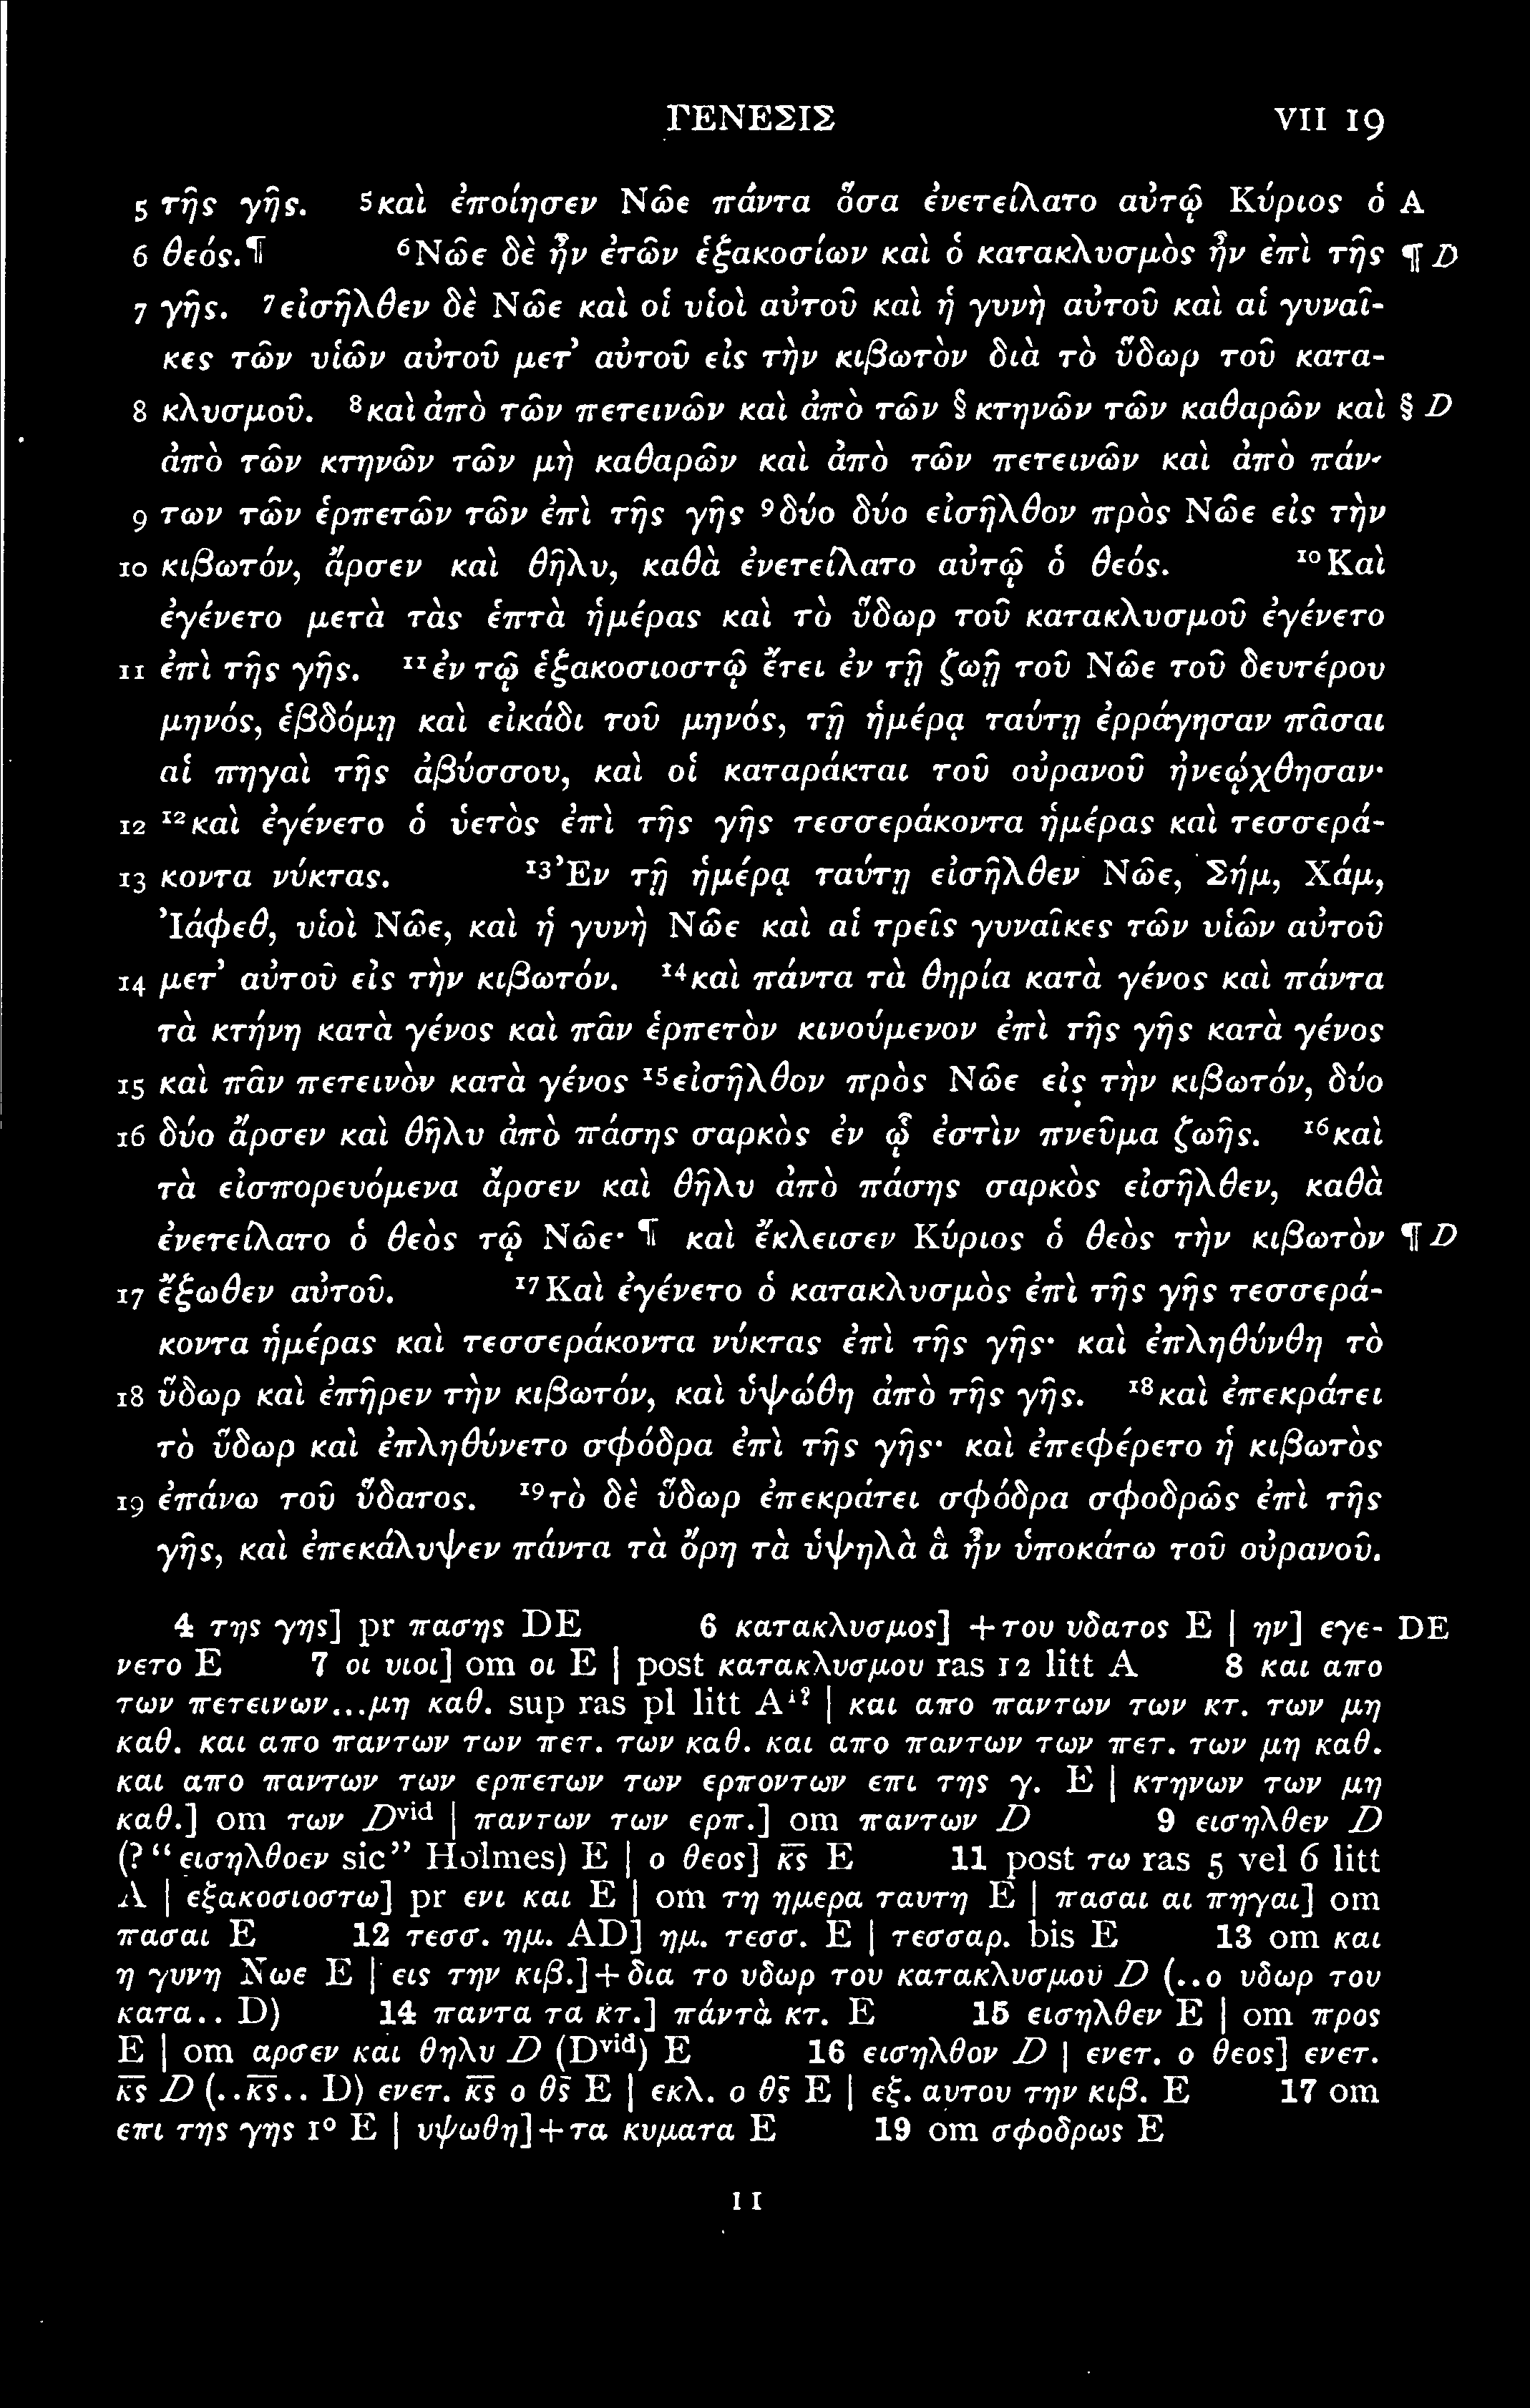 ΓΕΝΕΣΙΣ VII 19
5 τῆς γῆς. ⁵καὶ ἐποίησεν Νῶε πάντα ὅσα ἐνετείλατο αὐτῷ Κύριος ὁ A
6 θεός.¶ ⁶Νῶε δὲ ἦν ἐτῶν ἑξακοσίων καὶ ὁ κατακλυσμὸς ἦν ἐπὶ τῆς ¶ D
7 γῆς. ⁷εἰσῆλθεν δὲ Νῶε καὶ οἱ υἱοὶ αὐτοῦ καὶ ἡ γυνὴ αὐτοῦ καὶ αἱ γυναῖ-
κες τῶν υἱῶν αὐτοῦ μετ’ αὐτοῦ εἰς τὴν κιβωτὸν διὰ τὸ ὕδωρ τοῦ κατα-
8 κλυσμοῦ. ⁸καὶ ἀπὸ τῶν πετεινῶν καὶ ἀπὸ τῶν § κτηνῶν τῶν καθαρῶν καὶ § D
ἀπὸ τῶν κτηνῶν τῶν μὴ καθαρῶν καὶ ἀπὸ τῶν πετεινῶν καὶ ἀπὸ πάν-
9 των τῶν ἑρπετῶν τῶν ἐπὶ τῆς γῆς ⁹δύο δύο εἰσῆλθον πρὸς Νῶε εἰς τὴν
10 κιβωτόν, ἄρσεν καὶ θῆλυ, καθὰ ἐνετείλατο αὐτῷ ὁ θεός. ¹⁰Καὶ
ἐγένετο μετὰ τὰς ἑπτὰ ἡμέρας καὶ τὸ ὕδωρ τοῦ κατακλυσμοῦ ἐγένετο
11 ἐπὶ τῆς γῆς. ¹¹ἐν τῷ ἑξακοσιοστῷ ἔτει ἐν τῇ ζωῇ τοῦ Νῶε τοῦ δευτέρου
μηνός, ἑβδόμῃ καὶ εἰκάδι τοῦ μηνός, τῇ ἡμέρᾳ ταύτῃ ἐρράγησαν πᾶσαι
αἱ πηγαὶ τῆς ἀβύσσου, καὶ οἱ καταράκται τοῦ οὐρανοῦ ἠνεῴχθησαν·
12 ¹²καὶ ἐγένετο ὁ ὑετὸς ἐπὶ τῆς γῆς τεσσεράκοντα ἡμέρας καὶ τεσσερά-
13 κοντα νύκτας. ¹³Ἐν τῇ ἡμέρᾳ ταύτῃ εἰσῆλθεν Νῶε, Σήμ, Χάμ,
Ἰάφεθ, υἱοὶ Νῶε, καὶ ἡ γυνὴ Νῶε καὶ αἱ τρεῖς γυναῖκες τῶν υἱῶν αὐτοῦ
14 μετ’ αὐτοῦ εἰς τὴν κιβωτόν. ¹⁴καὶ πάντα τὰ θηρία κατὰ γένος καὶ πάντα
τὰ κτήνη κατὰ γένος καὶ πᾶν ἑρπετὸν κινούμενον ἐπὶ τῆς γῆς κατὰ γένος
15 καὶ πᾶν πετεινὸν κατὰ γένος ¹⁵εἰσῆλθον πρὸς Νῶε εἰς τὴν κιβωτόν, δύο
16 δύο ἄρσεν καὶ θῆλυ ἀπὸ πάσης σαρκὸς ἐν ᾧ ἐστὶν πνεῦμα ζωῆς. ¹⁶καὶ
τὰ εἰσπορευόμενα ἄρσεν καὶ θῆλυ ἀπὸ πάσης σαρκὸς εἰσῆλθεν, καθὰ
ἐνετείλατο ὁ θεὸς τῷ Νῶε· ¶ καὶ ἔκλεισεν Κύριος ὁ θεὸς τὴν κιβωτὸν ¶ D
17 ἔξωθεν αὐτοῦ. ¹⁷Καὶ ἐγένετο ὁ κατακλυσμὸς ἐπὶ τῆς γῆς τεσσερά-
κοντα ἡμέρας καὶ τεσσεράκοντα νύκτας ἐπὶ τῆς γῆς· καὶ ἐπληθύνθη τὸ
18 ὕδωρ καὶ ἐπῆρεν τὴν κιβωτόν, καὶ ὑψώθη ἀπὸ τῆς γῆς. ¹⁸καὶ ἐπεκράτει
τὸ ὕδωρ καὶ ἐπληθύνετο σφόδρα ἐπὶ τῆς γῆς· καὶ ἐπεφέρετο ἡ κιβωτὸς
19 ἐπάνω τοῦ ὕδατος. ¹⁹τὸ δὲ ὕδωρ ἐπεκράτει σφόδρα σφοδρῶς ἐπὶ τῆς
γῆς, καὶ ἐπεκάλυψεν πάντα τὰ ὄρη τὰ ὑψηλὰ ἃ ἦν ὑποκάτω τοῦ οὐρανοῦ.
4 της γης] pr πασης DE 6 κατακλυσμος] +του υδατος E | ην] εγε- DE
νετο E 7 οι υιοι] om οι E | post κατακλυσμου ras 12 litt A 8 και απο
των πετεινων...μη καθ. sup ras pl litt A¹ˀ | και απο παντων των κτ. των μη
καθ. και απο παντων των πετ. των καθ. και απο παντων των πετ. των μη καθ.
και απο παντων των ερπετων των ερποντων επι της γ. E | κτηνων των μη
καθ.] om των Dᵛⁱᵈ | παντων των ερπ.] om παντων D 9 εισηλθεν D
(? “εισηλθοεν sic” Holmes) E | ο θεος] κ̅ς̅ E 11 post τω ras 5 vel 6 litt
A | εξακοσιοστω] pr ενι και E | om τη ημερα ταυτη E | πασαι αι πηγαι] om
πασαι E 12 τεσσ. ημ. AD] ημ. τεσσ. E | τεσσαρ. bis E 13 om και
η γυνη Νωε E | εις την κιβ.]+δια το υδωρ του κατακλυσμου D (..ο υδωρ του
κατα.. D) 14 παντα τα κτ.] πάντὰ κτ. E 15 εισηλθεν E | om προς
E | om αρσεν και θηλυ D (Dᵛⁱᵈ) E 16 εισηλθον D | ενετ. ο θεος] ενετ.
κ̅ς̅ D (..κ̅ς̅.. D) ενετ. κ̅ς̅ ο θ̅ς̅ E | εκλ. ο θ̅ς̅ E | εξ. αυτου την κιβ. E 17 om
επι της γης 1° E | υψωθη]+τα κυματα E 19 om σφοδρως E
11